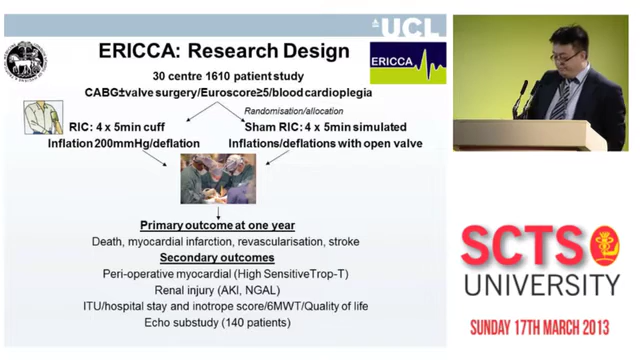 UCL
ERICCA: Research Design
ERICCA
30 centre 1610 patient study
CABG±valve surgery/Euroscore≥5/blood cardioplegia
Randomisation/allocation
RIC: 4 x 5min cuff
Inflation 200mmHg/deflation
Sham RIC: 4 x 5min simulated
Inflations/deflations with open valve
Primary outcome at one year
Death, myocardial infarction, revascularisation, stroke
Secondary outcomes
Peri-operative myocardial (High SensitiveTrop-T)
Renal injury (AKI, NGAL)
ITU/hospital stay and inotrope score/6MWT/Quality of life
Echo substudy (140 patients)
SCTS
UNIVERSITY
SUNDAY 17TH MARCH 2013